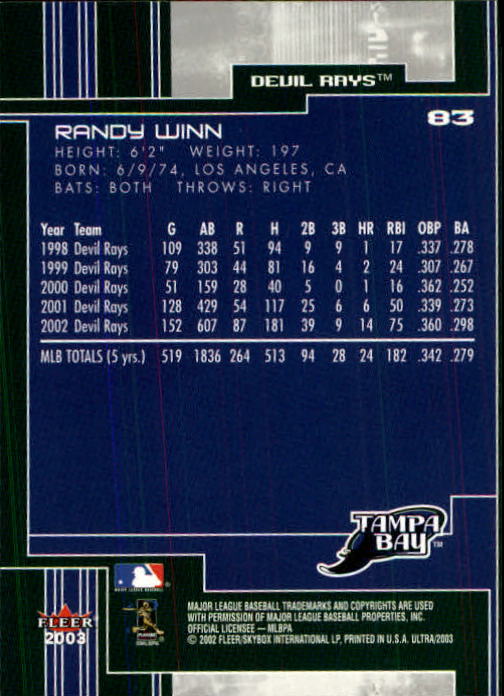 DEVIL RAYS™
83
RANDY WINN
HEIGHT: 6'2" WEIGHT: 197
BORN: 6/9/74, LOS ANGELES, CA
BATS: BOTH THROWS: RIGHT
Year Team G AB R H 2B 3B HR RBI OBP BA
1998 Devil Rays 109 338 51 94 9 9 1 17 .337 .278
1999 Devil Rays 79 303 44 81 16 4 2 24 .307 .267
2000 Devil Rays 51 159 28 40 5 0 1 16 .362 .252
2001 Devil Rays 128 429 54 117 25 6 6 50 .339 .273
2002 Devil Rays 152 607 87 181 39 9 14 75 .360 .298
MLB TOTALS (5 yrs.) 519 1836 264 513 94 28 24 182 .342 .279
TAMPA
BAY™
MAJOR LEAGUE BASEBALL TRADEMARKS AND COPYRIGHTS ARE USED
WITH PERMISSION OF MAJOR LEAGUE BASEBALL PROPERTIES, INC.
OFFICIAL LICENSEE — MLBPA
© 2002 FLEER/SKYBOX INTERNATIONAL LP, PRINTED IN U.S.A. ULTRA/2003
FLEER
2003